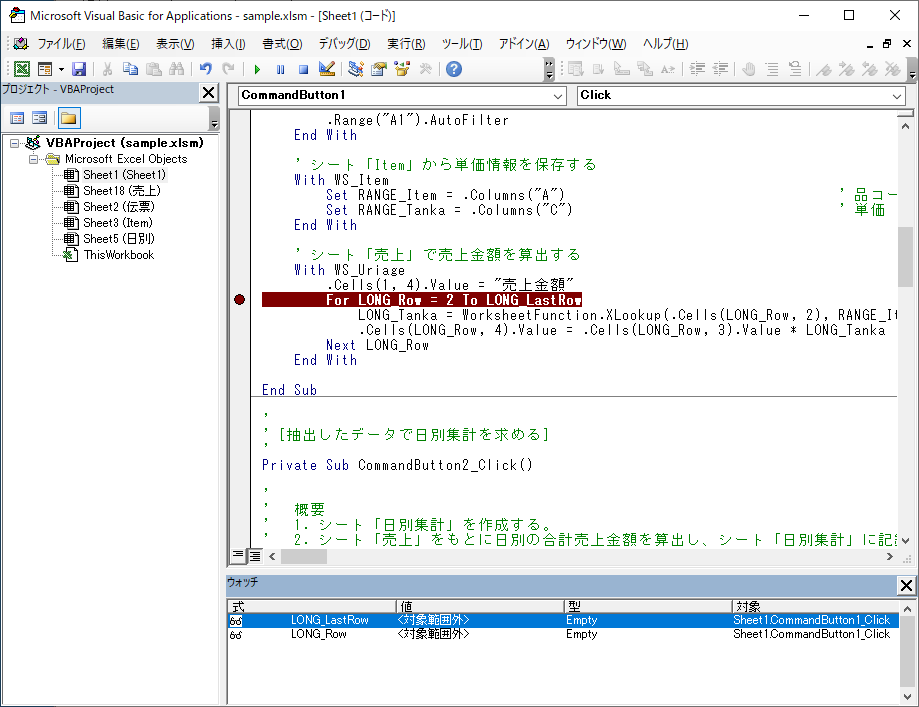 Microsoft Visual Basic for Applications - sample.xlsm - [Sheet1 (コード)]
ファイル(F) 編集(E) 表示(V) 挿入(I) 書式(O) デバッグ(D) 実行(R) ツール(T) アドイン(A) ウィンドウ(W) ヘルプ(H)
プロジェクト - VBAProject
VBAProject (sample.xlsm)
Microsoft Excel Objects
Sheet1 (Sheet1)
Sheet18 (売上)
Sheet2 (伝票)
Sheet3 (Item)
Sheet5 (日別)
ThisWorkbook
CommandButton1 Click
.Range("A1").AutoFilter
End With
' シート「Item」から単価情報を保存する
With WS_Item
Set RANGE_Item = .Columns("A") ' 品コー
Set RANGE_Tanka = .Columns("C") ' 単価
End With
' シート「売上」で売上金額を算出する
With WS_Uriage
.Cells(1, 4).Value = "売上金額"
For LONG_Row = 2 To LONG_LastRow
LONG_Tanka = WorksheetFunction.XLookup(.Cells(LONG_Row, 2), RANGE_It
.Cells(LONG_Row, 4).Value = .Cells(LONG_Row, 3).Value * LONG_Tanka
Next LONG_Row
End With
End Sub
'
' [抽出したデータで日別集計を求める]
'
Private Sub CommandButton2_Click()
'
' 概要
' 1. シート「日別集計」を作成する。
' 2. シート「売上」をもとに日別の合計売上金額を算出し、シート「日別集計」に記
ウォッチ
式 値 型 対象
LONG_LastRow <対象範囲外> Empty Sheet1.CommandButton1_Click
LONG_Row <対象範囲外> Empty Sheet1.CommandButton1_Click